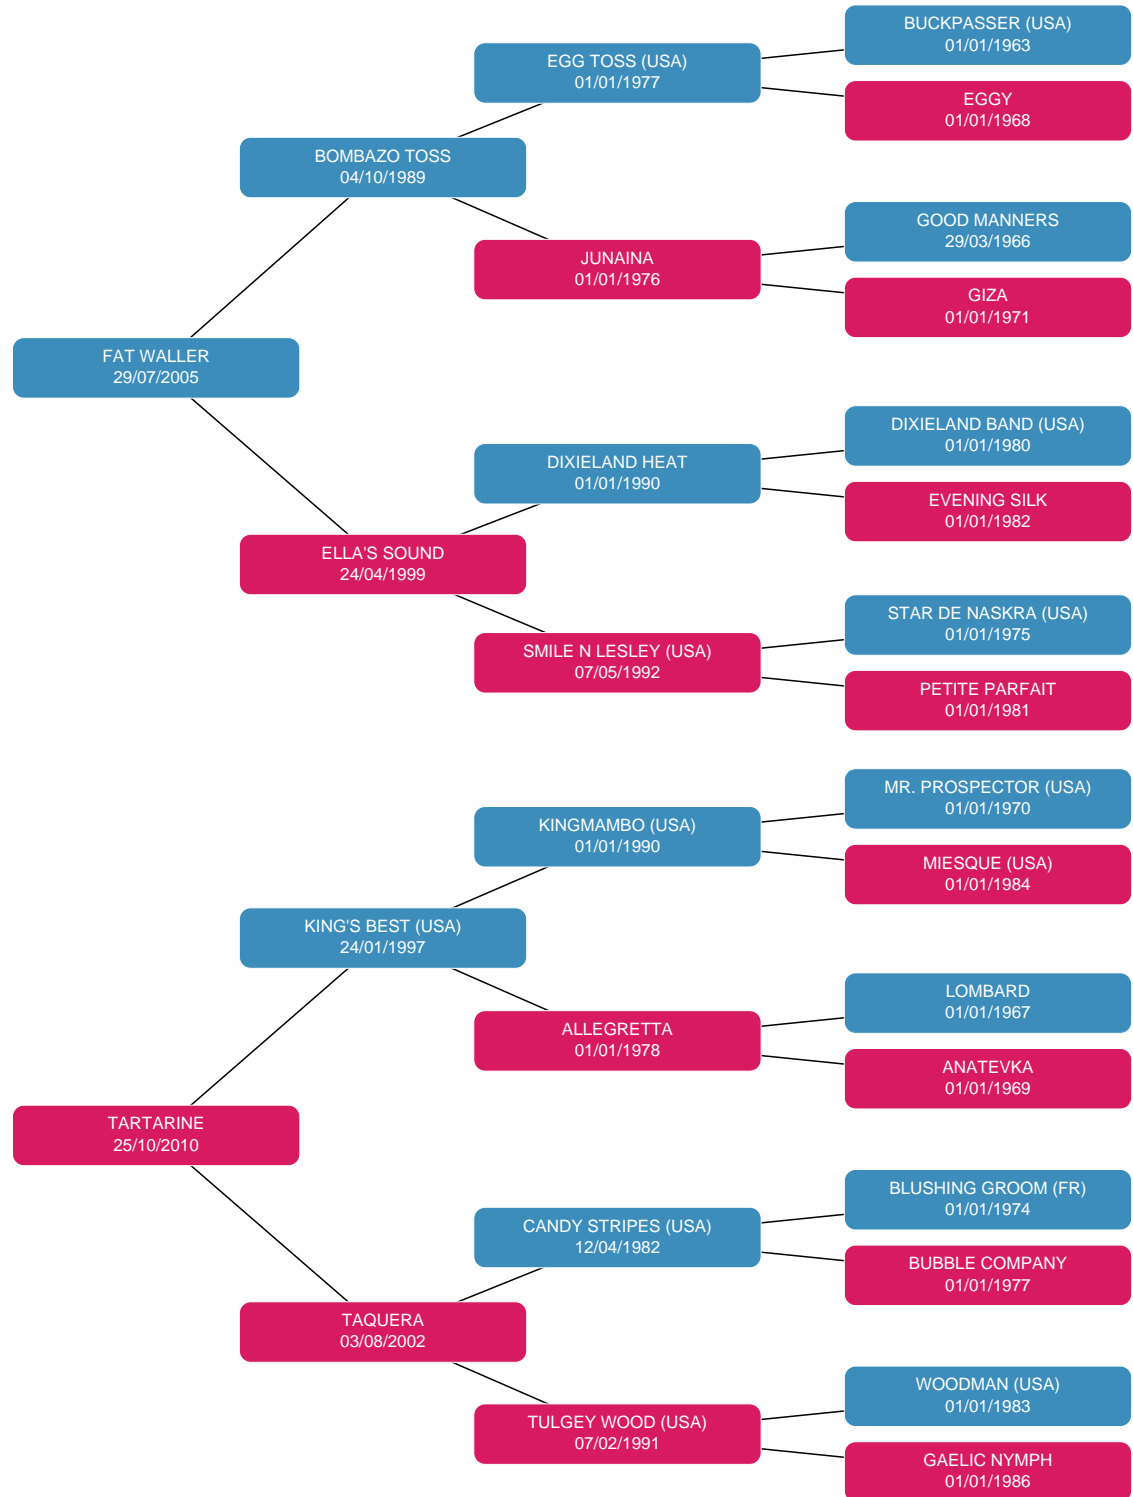 BUCKPASSER (USA)
01/01/1963
EGG TOSS (USA)
01/01/1977
EGGY
01/01/1968
BOMBAZO TOSS
04/10/1989
GOOD MANNERS
29/03/1966
JUNAINA
01/01/1976
GIZA
01/01/1971
FAT WALLER
29/07/2005
DIXIELAND BAND (USA)
01/01/1980
DIXIELAND HEAT
01/01/1990
EVENING SILK
01/01/1982
ELLA'S SOUND
24/04/1999
STAR DE NASKRA (USA)
01/01/1975
SMILE N LESLEY (USA)
07/05/1992
PETITE PARFAIT
01/01/1981
MR. PROSPECTOR (USA)
01/01/1970
KINGMAMBO (USA)
01/01/1990
MIESQUE (USA)
01/01/1984
KING'S BEST (USA)
24/01/1997
LOMBARD
01/01/1967
ALLEGRETTA
01/01/1978
ANATEVKA
01/01/1969
TARTARINE
25/10/2010
BLUSHING GROOM (FR)
01/01/1974
CANDY STRIPES (USA)
12/04/1982
BUBBLE COMPANY
01/01/1977
TAQUERA
03/08/2002
WOODMAN (USA)
01/01/1983
TULGEY WOOD (USA)
07/02/1991
GAELIC NYMPH
01/01/1986